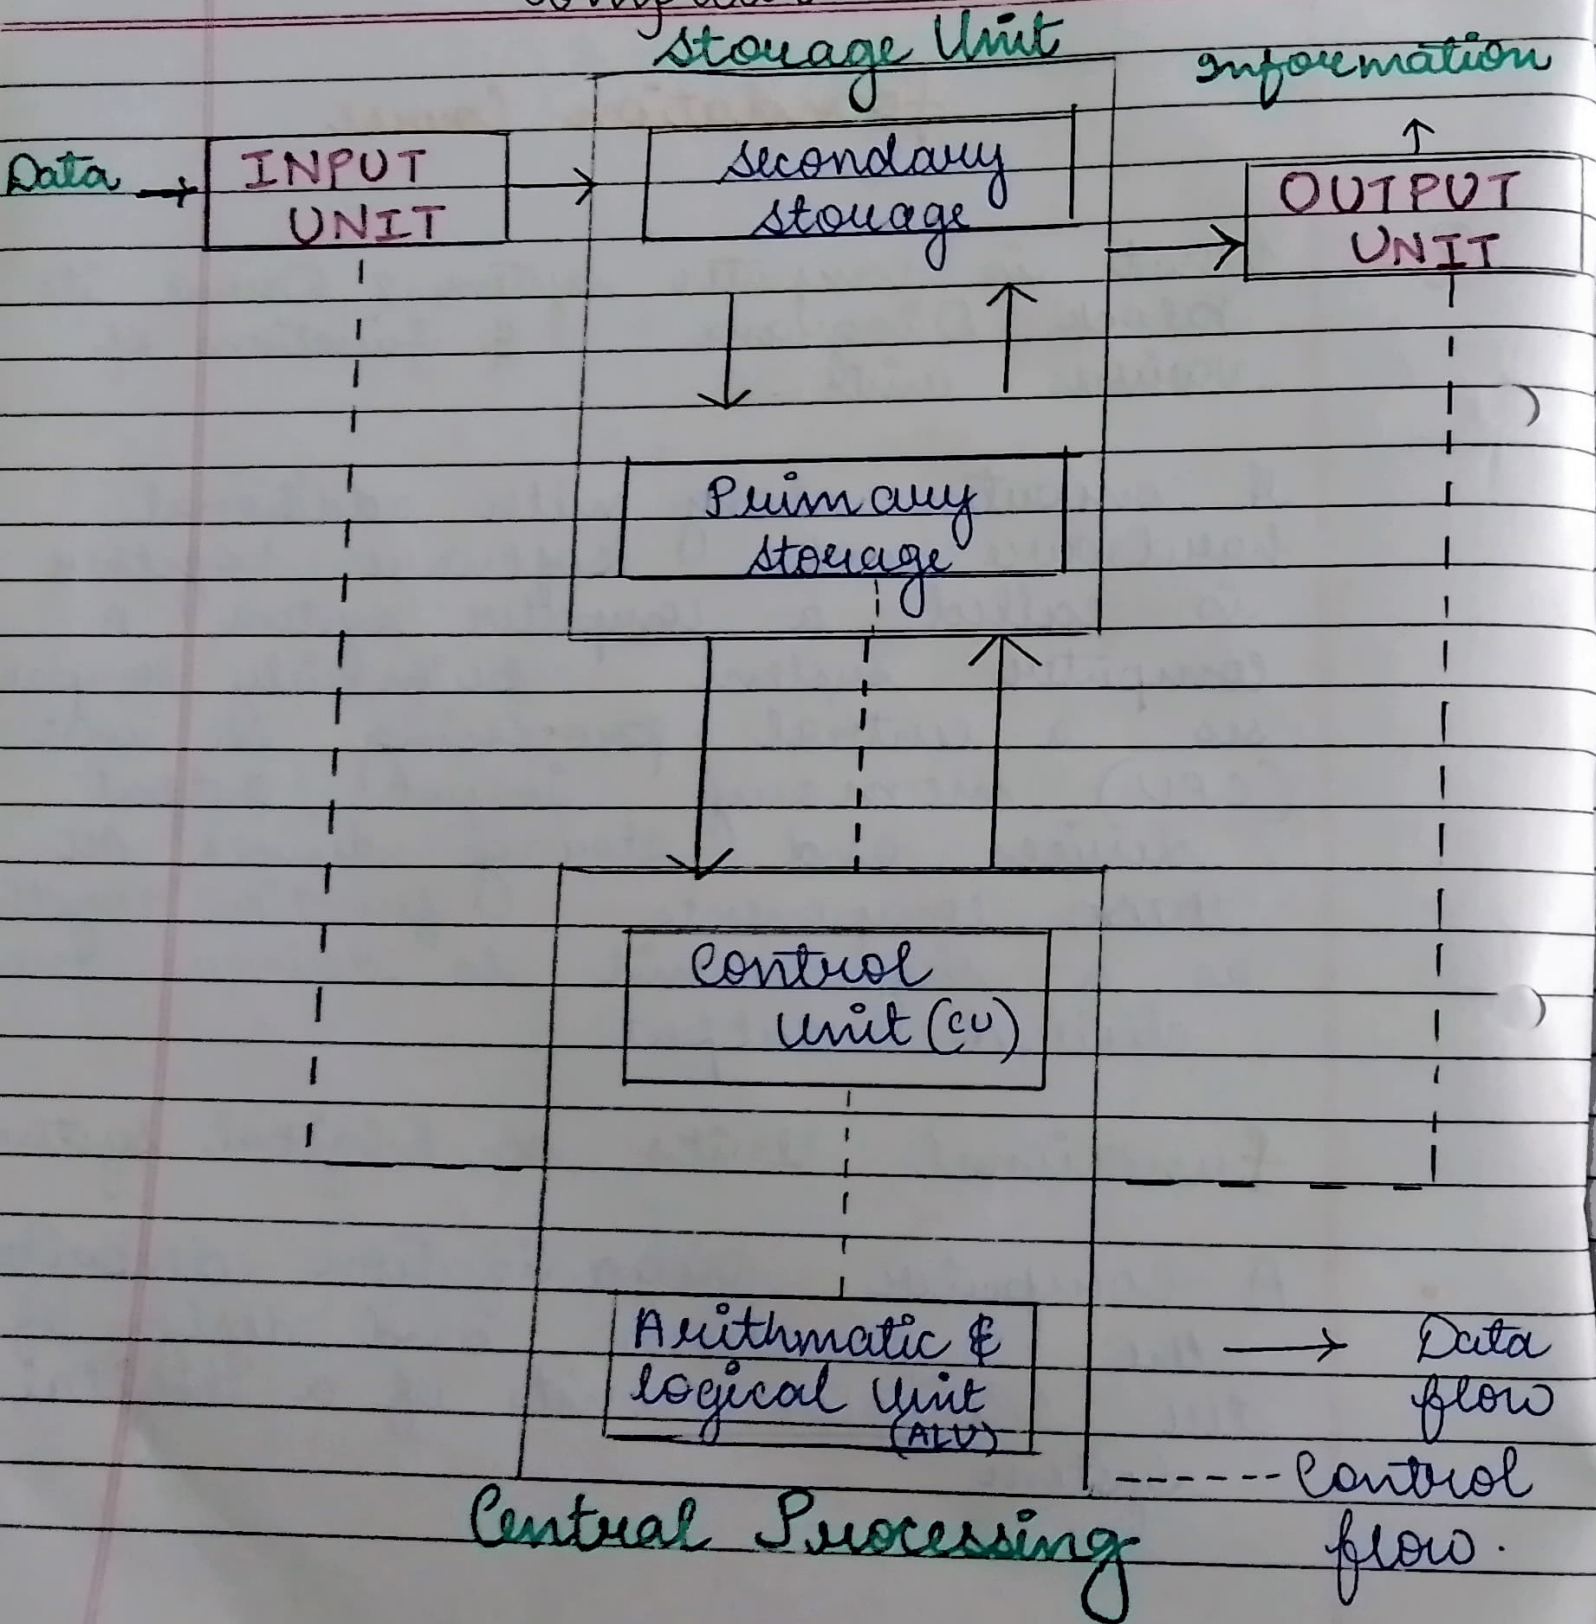 Storage Unit
Information
Data
INPUT
UNIT
Secondary
Storage
OUTPUT
UNIT
Primary
Storage
Control
Unit (CU)
Arithmatic &
logical Unit
(ALU)
Data
flow
Control
flow.
Central Processing